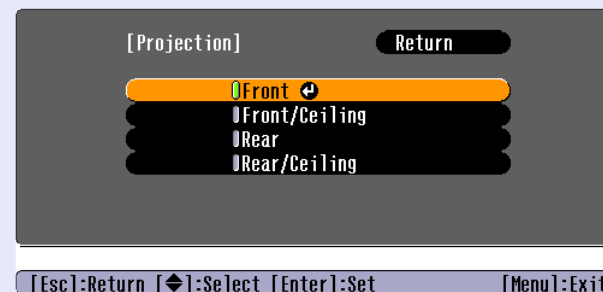 [Projection] Return
Front
Front/Ceiling
Rear
Rear/Ceiling
[Esc]:Return [◆]:Select [Enter]:Set [Menu]:Exit